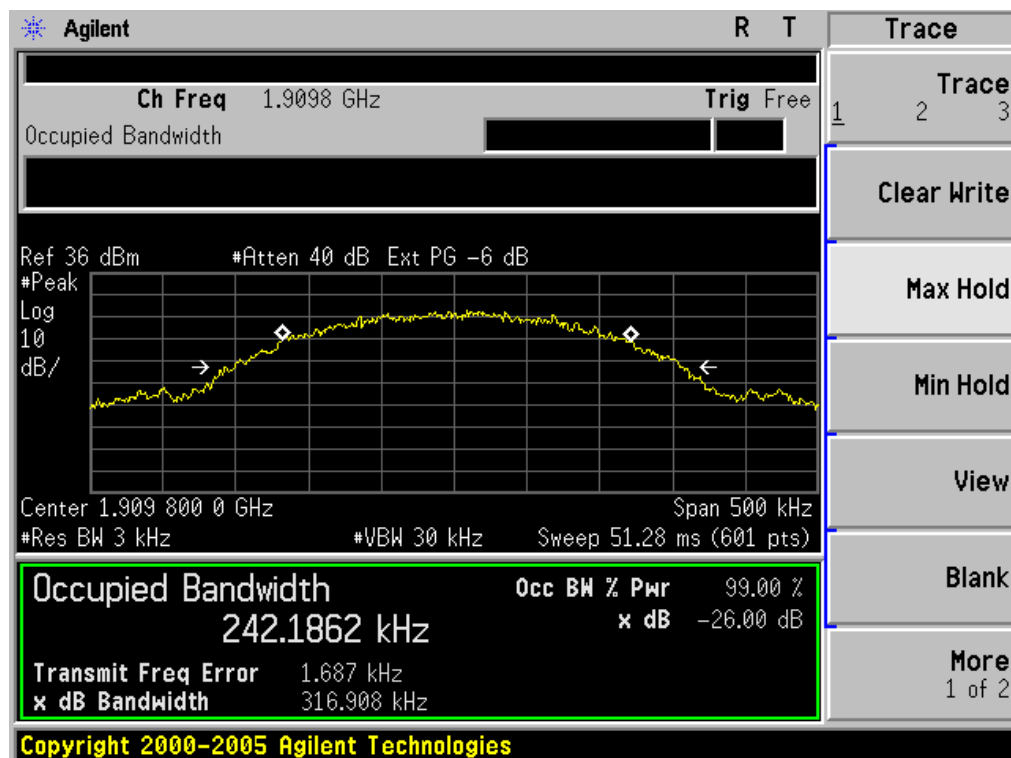 Agilent R T Trace
Ch Freq 1.9098 GHz Trig Free
Occupied Bandwidth
Trace
1 2 3
Clear Write
Max Hold
Min Hold
View
Blank
More
1 of 2
Ref 36 dBm #Atten 40 dB Ext PG -6 dB
#Peak
Log
10
dB/
Center 1.909 800 0 GHz Span 500 kHz
#Res BW 3 kHz #VBW 30 kHz Sweep 51.28 ms (601 pts)
Occupied Bandwidth Occ BW % Pwr 99.00 %
242.1862 kHz x dB -26.00 dB
Transmit Freq Error 1.687 kHz
x dB Bandwidth 316.908 kHz
Copyright 2000-2005 Agilent Technologies